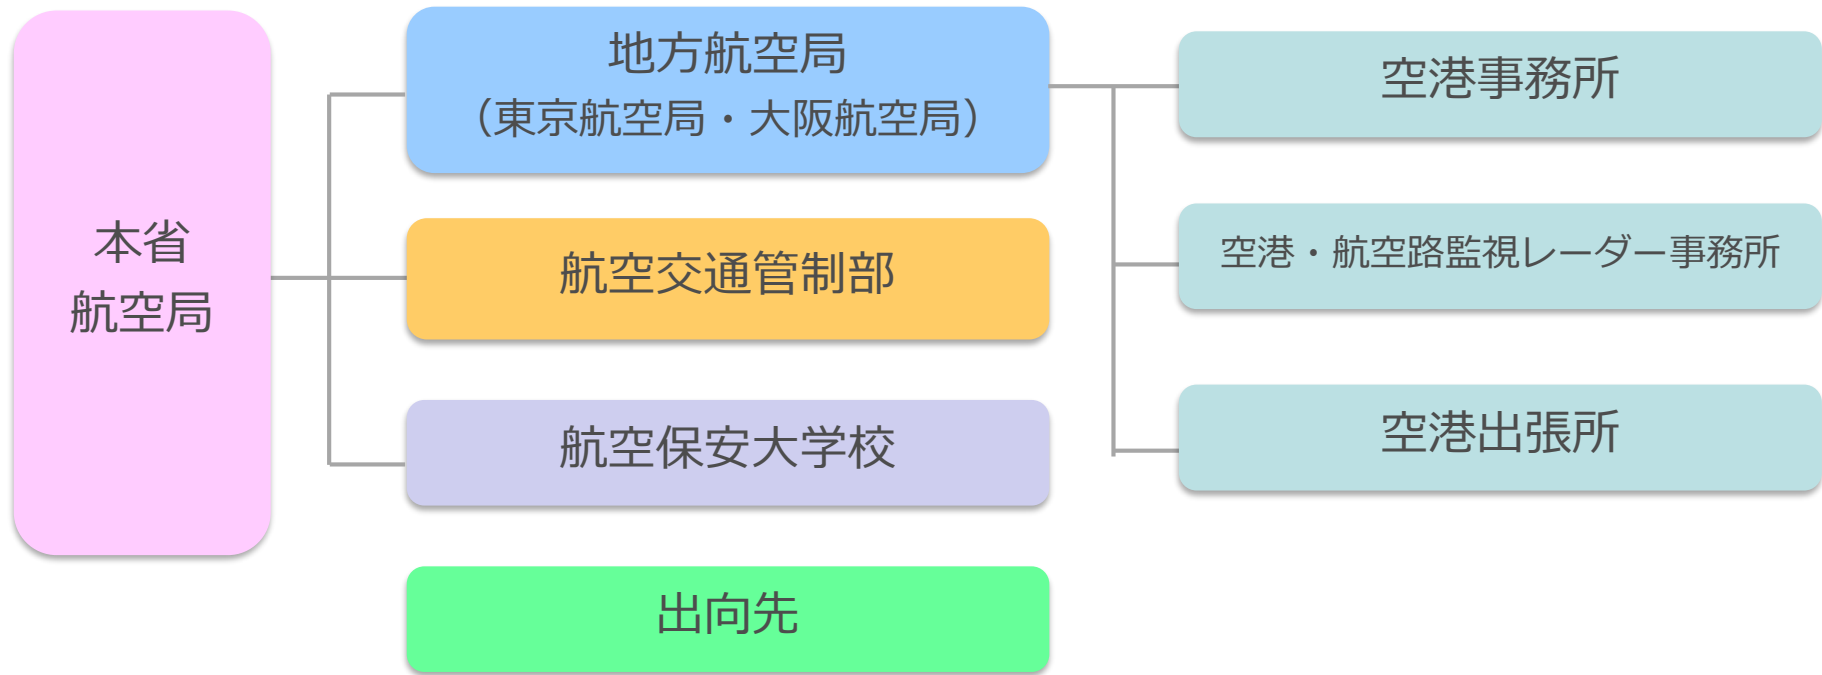 本省
航空局
地方航空局
（東京航空局・大阪航空局）
航空交通管制部
航空保安大学校
出向先
空港事務所
空港・航空路監視レーダー事務所
空港出張所